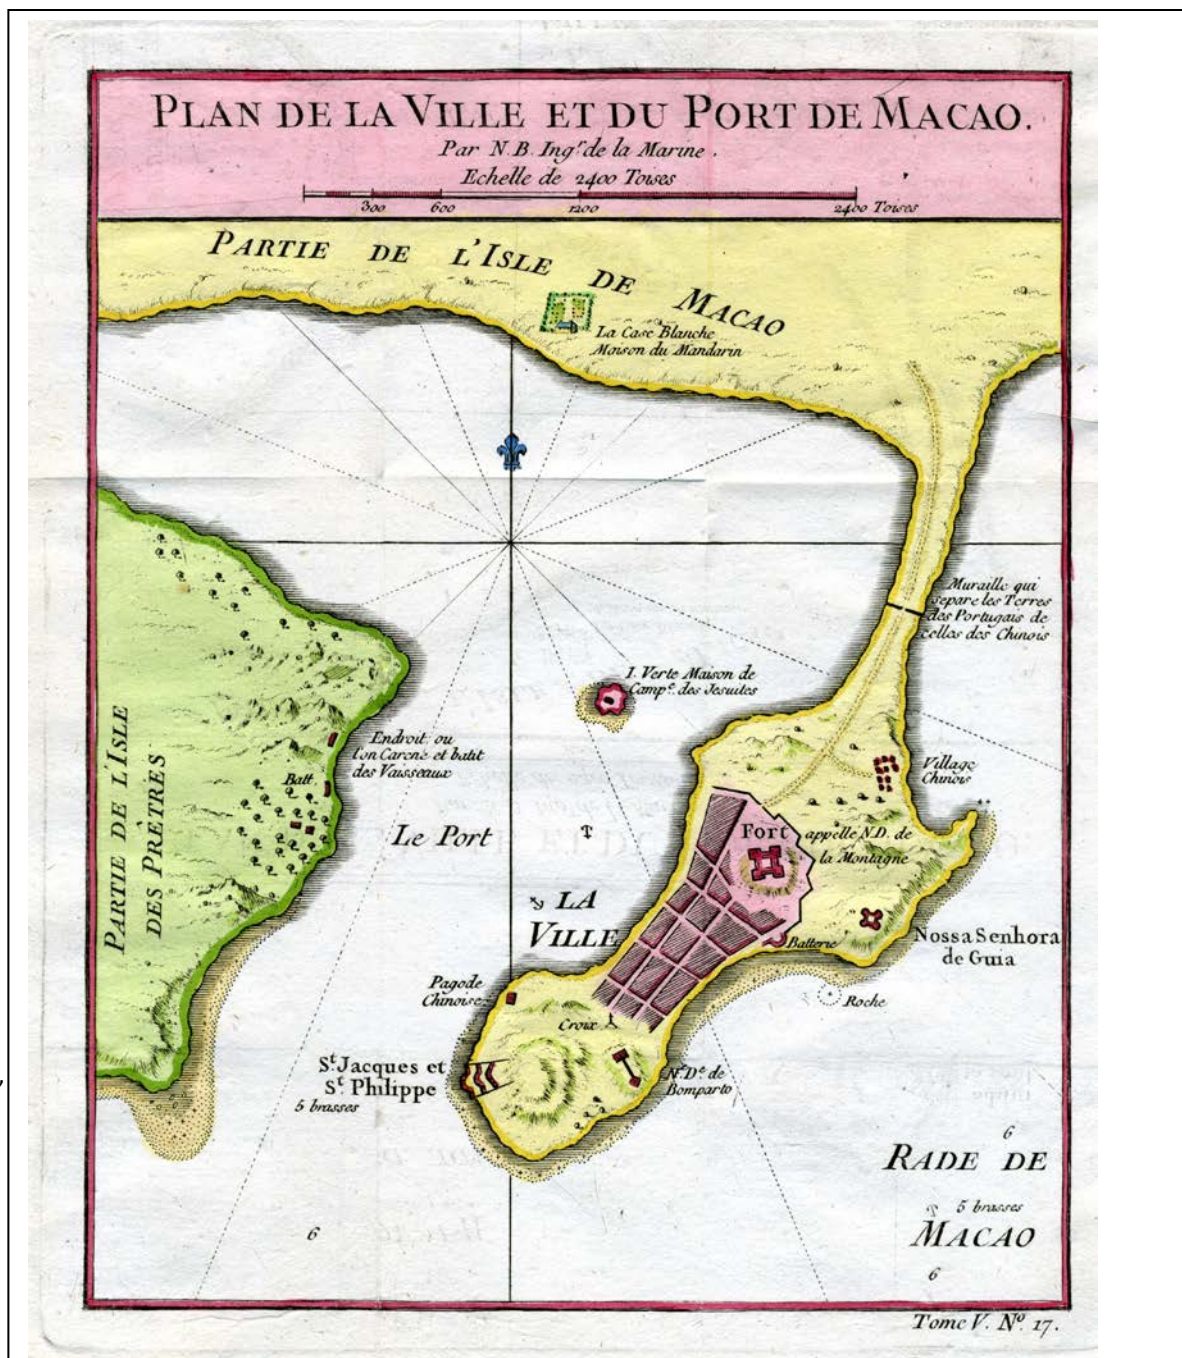 PLAN DE LA VILLE ET DU PORT DE MACAO.
Par N.B. Ingr. de la Marine.
Echelle de 2400 Toises
300 600 1200 2400 Toises
PARTIE DE L'ISLE DE MACAO
La Case Blanche
Maison du Mandarin
Muraille qui
separe les Terres
des Portugais de
celles des Chinois
I. Verte Maison de
Campe. des Jesuites
PARTIE DE L'ISLE
DES PRÈTRES
Endroit ou
l'on Carene et batit
des Vaisseaux
Batt.
Village
Chinois
Le Port
Fort appelle N.D. de
la Montagne
LA
VILLE
Batterie
Nossa Senhora
de Guia
Roche
Pagode
Chinoise
Croix
St. Jacques et
St. Philippe
5 brasses
Ne. De. de
Bomparto
6
RADE DE
5 brasses
MACAO
6
6
Tome V. No. 17.